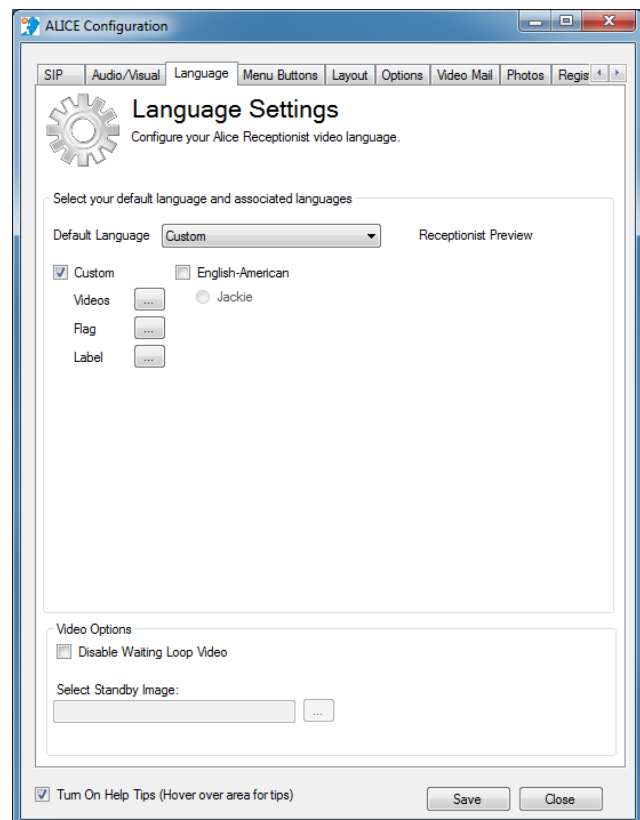 ALICE Configuration
SIP Audio/Visual Language Menu Buttons Layout Options Video Mail Photos Regis
Language Settings
Configure your Alice Receptionist video language.
Select your default language and associated languages
Default Language Custom Receptionist Preview
Custom English-American
Videos ... Jackie
Flag ...
Label ...
Video Options
Disable Waiting Loop Video
Select Standby Image:
...
Turn On Help Tips (Hover over area for tips) Save Close